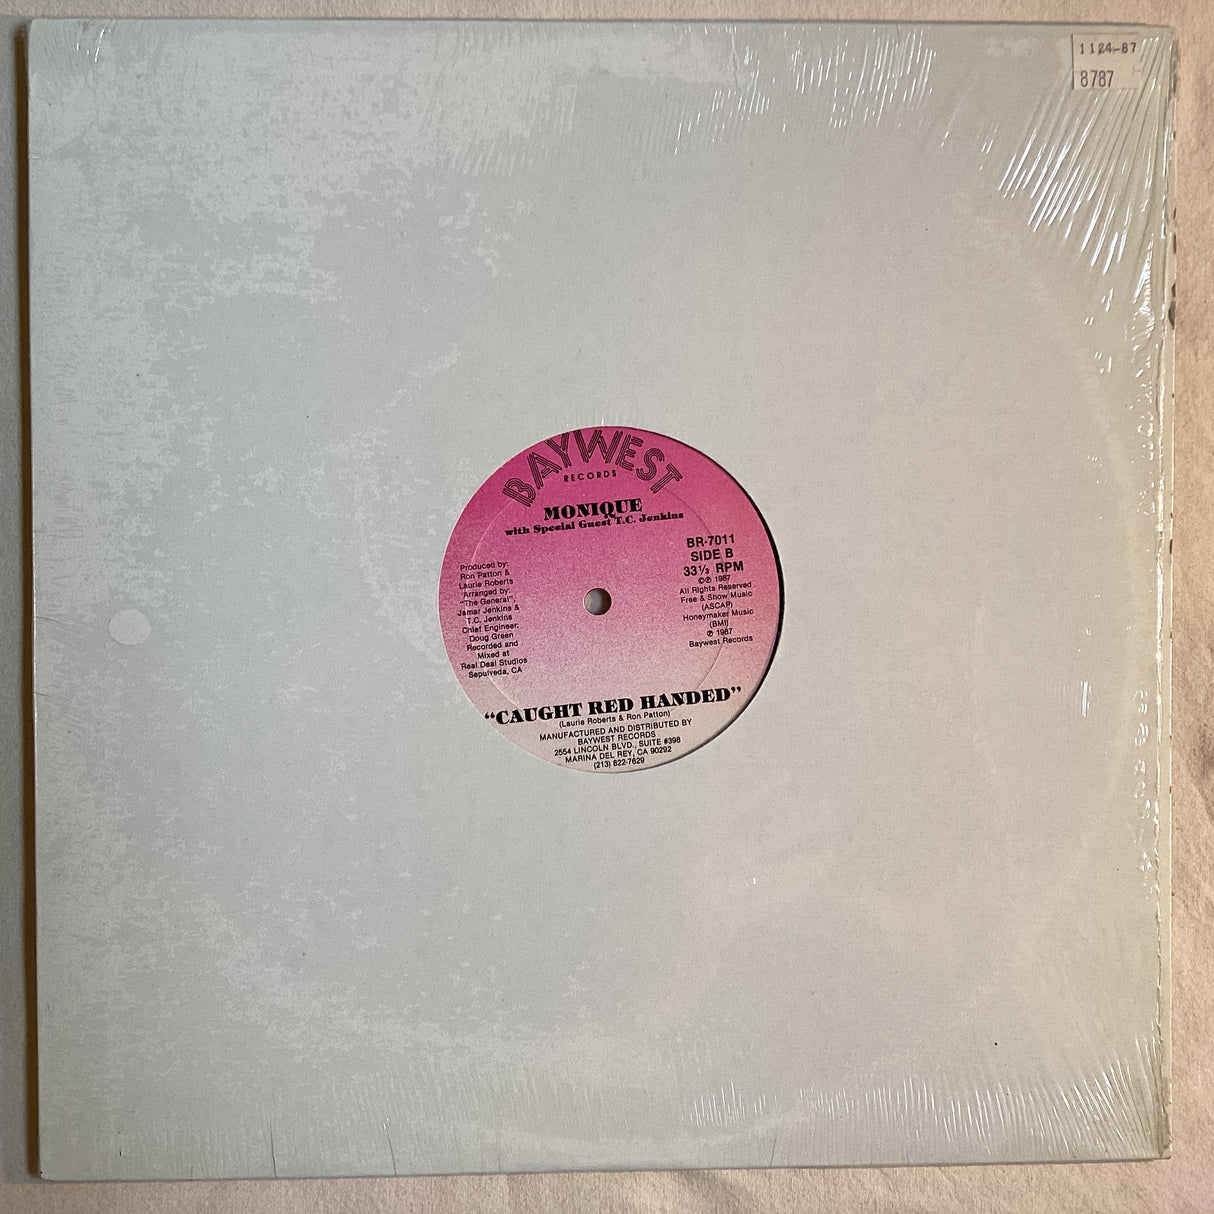 1124-87
8787
BAYWEST
RECORDS
MONIQUE
with Special Guest T.C. Jenkins
BR-7011
SIDE B
33⅓ RPM
©℗ 1987
All Rights Reserved
Free & Show Music
(ASCAP)
Honeymaker Music
(BMI)
℗ 1987
Baywest Records
Produced by:
Ron Patton &
Laurie Roberts
Arranged by:
"The General",
Jamar Jenkins &
T.C. Jenkins
Chief Engineer:
Doug Green
Recorded and
Mixed at
Real Deal Studios
Sepulveda, CA
“CAUGHT RED HANDED”
(Laurie Roberts & Ron Patton)
MANUFACTURED AND DISTRIBUTED BY
BAYWEST RECORDS
2554 LINCOLN BLVD., SUITE #398
MARINA DEL REY, CA 90292
(213) 822-7629